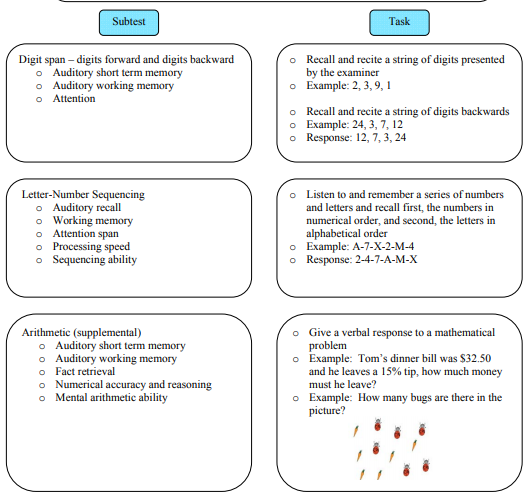 Subtest
Task
Digit span – digits forward and digits backward
o Auditory short term memory
o Auditory working memory
o Attention
o Recall and recite a string of digits presented
by the examiner
o Example: 2, 3, 9, 1
o Recall and recite a string of digits backwards
o Example: 24, 3, 7, 12
o Response: 12, 7, 3, 24
Letter-Number Sequencing
o Auditory recall
o Working memory
o Attention span
o Processing speed
o Sequencing ability
o Listen to and remember a series of numbers
and letters and recall first, the numbers in
numerical order, and second, the letters in
alphabetical order
o Example: A-7-X-2-M-4
o Response: 2-4-7-A-M-X
Arithmetic (supplemental)
o Auditory short term memory
o Auditory working memory
o Fact retrieval
o Numerical accuracy and reasoning
o Mental arithmetic ability
o Give a verbal response to a mathematical
problem
o Example: Tom’s dinner bill was $32.50
and he leaves a 15% tip, how much money
must he leave?
o Example: How many bugs are there in the
picture?